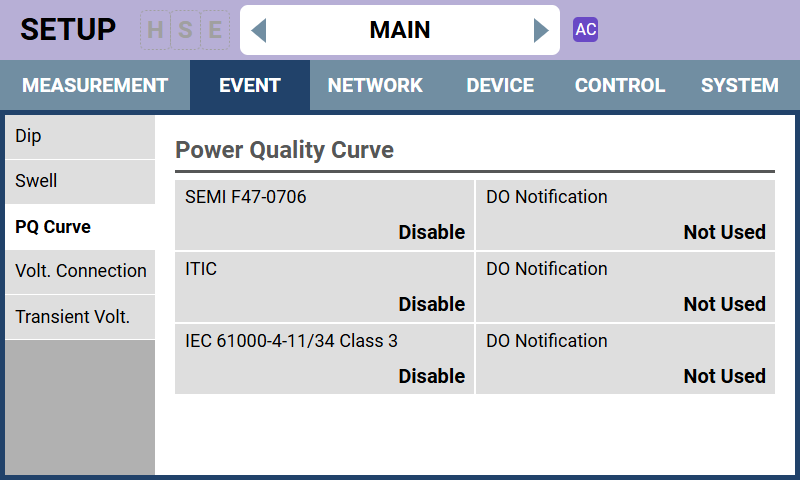 SETUP
H S E
MAIN
AC
MEASUREMENT EVENT NETWORK DEVICE CONTROL SYSTEM
Dip
Swell
PQ Curve
Volt. Connection
Transient Volt.
Power Quality Curve
SEMI F47-0706
Disable
DO Notification
Not Used
ITIC
Disable
DO Notification
Not Used
IEC 61000-4-11/34 Class 3
Disable
DO Notification
Not Used